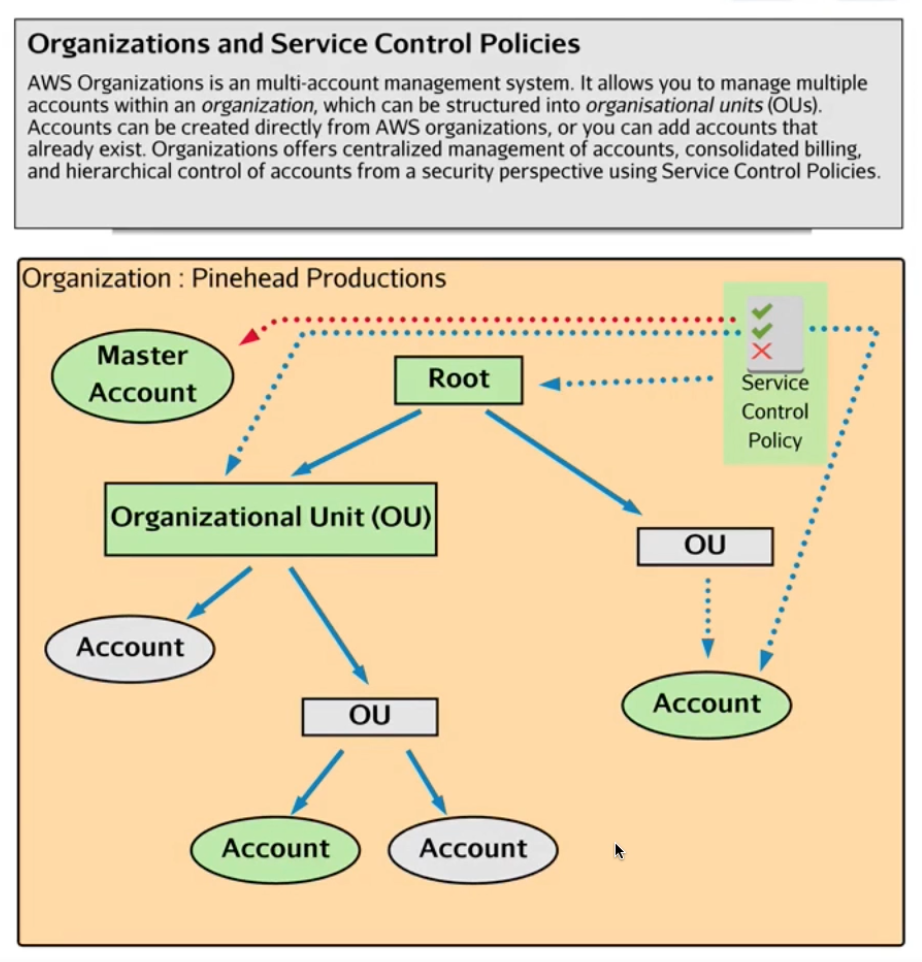 Organizations and Service Control Policies
AWS Organizations is an multi-account management system. It allows you to manage multiple
accounts within an organization, which can be structured into organisational units (OUs).
Accounts can be created directly from AWS organizations, or you can add accounts that
already exist. Organizations offers centralized management of accounts, consolidated billing,
and hierarchical control of accounts from a security perspective using Service Control Policies.
Organization : Pinehead Productions
Master
Account
Root
Service
Control
Policy
Organizational Unit (OU)
OU
Account
Account
OU
Account
Account